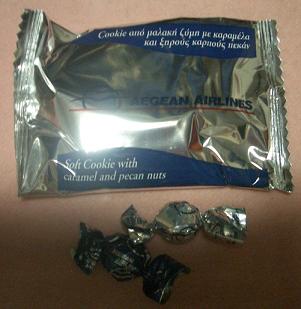 Cookie από μαλακή ζύμη με καραμέλα
και ξηρούς καρπούς πεκάν
AEGEAN AIRLINES
Soft Cookie with
caramel and pecan nuts